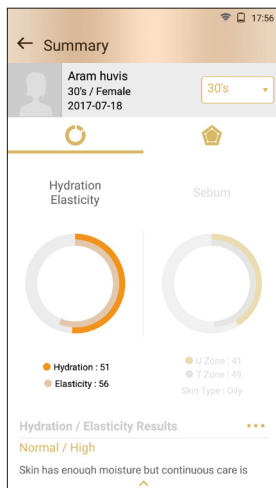 17:56
← Summary
Aram huvis
30's / Female
2017-07-18
30's
Hydration
Elasticity
Sebum
Hydration : 51
Elasticity : 56
U Zone : 41
T Zone : 49
Skin Type : Oily
Hydration / Elasticity Results
Normal / High
Skin has enough moisture but continuous care is